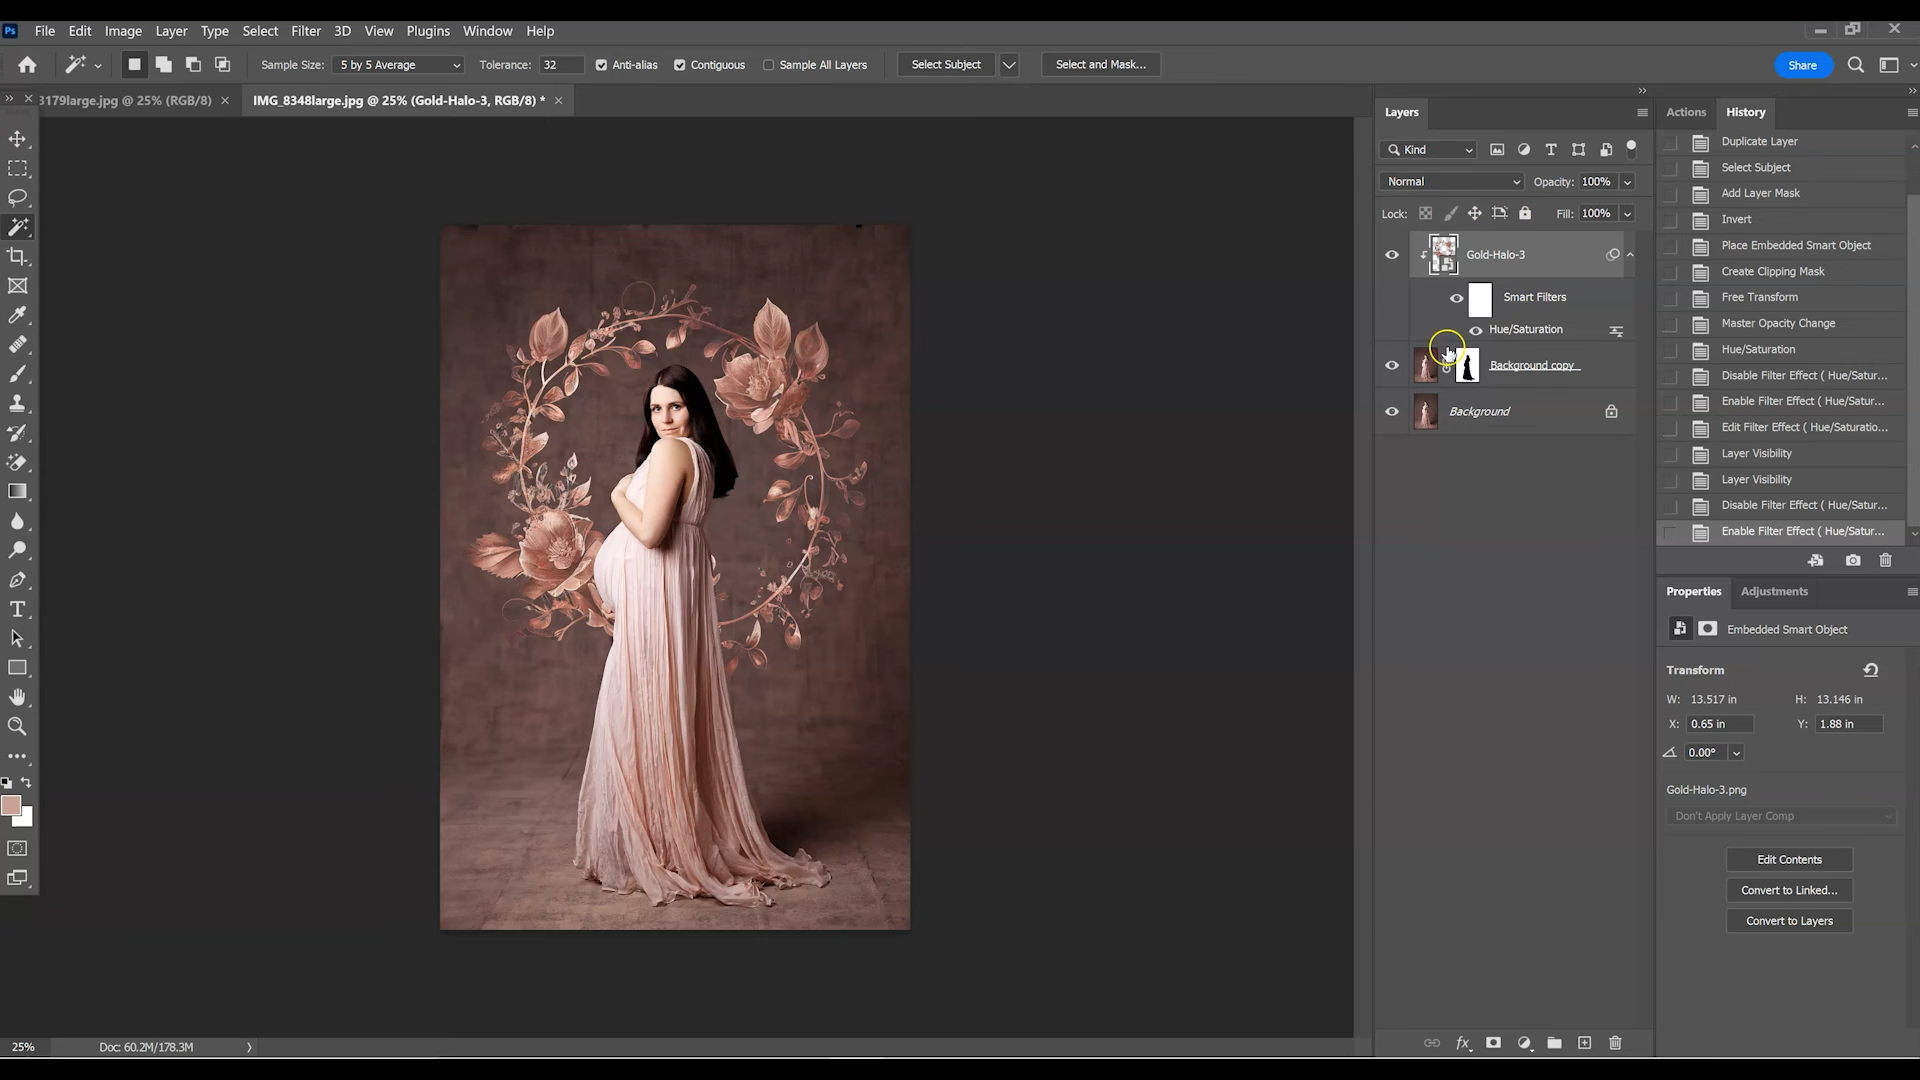 Ps File Edit Image Layer Type Select Filter 3D View Plugins Window Help
Sample Size: 5 by 5 Average Tolerance: 32 Anti-alias Contiguous Sample All Layers Select Subject Select and Mask... Share
3179large.jpg @ 25% (RGB/8) IMG_8348large.jpg @ 25% (Gold-Halo-3, RGB/8) *
Layers
Kind
Normal Opacity: 100%
Lock: Fill: 100%
Gold-Halo-3
Smart Filters
Hue/Saturation
Background copy
Background
Actions History
Duplicate Layer
Select Subject
Add Layer Mask
Invert
Place Embedded Smart Object
Create Clipping Mask
Free Transform
Master Opacity Change
Hue/Saturation
Disable Filter Effect ( Hue/Satur...
Enable Filter Effect ( Hue/Satur...
Edit Filter Effect ( Hue/Saturatio...
Layer Visibility
Layer Visibility
Disable Filter Effect ( Hue/Satur...
Enable Filter Effect ( Hue/Satur...
Properties Adjustments
Embedded Smart Object
Transform
W: 13.517 in H: 13.146 in
X: 0.65 in Y: 1.88 in
0.00°
Gold-Halo-3.png
Don't Apply Layer Comp
Edit Contents
Convert to Linked...
Convert to Layers
25% Doc: 60.2M/178.3M